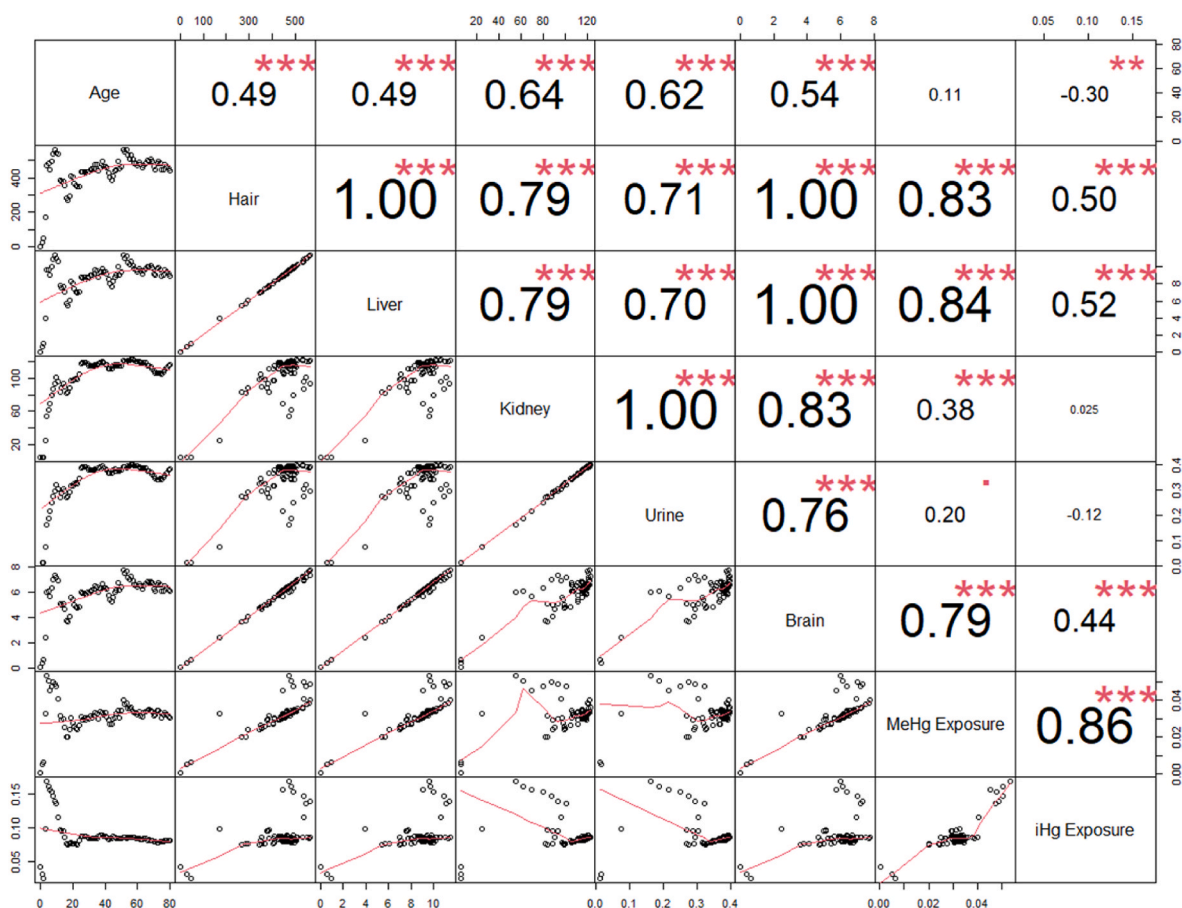 0 100 300 500 20 40 60 80 120 0 2 4 6 8 0.05 0.10 0.15
Age *** 0.49 *** 0.49 *** 0.64 *** 0.62 *** 0.54 0.11 ** -0.30 0 20 40 60 80
0 200 400 Hair *** 1.00 *** 0.79 *** 0.71 *** 1.00 *** 0.83 *** 0.50
Liver *** 0.79 *** 0.70 *** 1.00 *** 0.84 *** 0.52 0 2 4 6 8
20 60 100 Kidney *** 1.00 *** 0.83 *** 0.38 0.025
Urine *** 0.76 0.20 -0.12 0.0 0.1 0.2 0.3 0.4
0 2 4 6 8 Brain *** 0.79 *** 0.44
MeHg Exposure *** 0.86 0.00 0.02 0.04
0.05 0.10 0.15 iHg Exposure
0 20 40 60 80 0 2 4 6 8 10 0.0 0.1 0.2 0.3 0.4 0.00 0.02 0.04